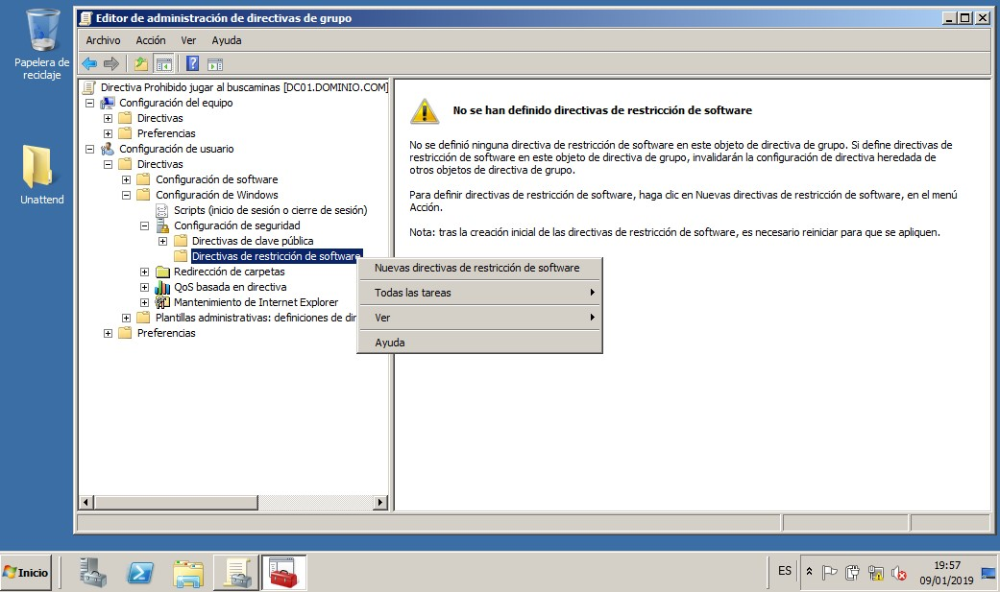 Papelera de
reciclaje
Unattend
Editor de administración de directivas de grupo
Archivo Acción Ver Ayuda
Directiva Prohibido jugar al buscaminas [DC01.DOMINIO.COM]
Configuración del equipo
Directivas
Preferencias
Configuración de usuario
Directivas
Configuración de software
Configuración de Windows
Scripts (inicio de sesión o cierre de sesión)
Configuración de seguridad
Directivas de clave pública
Directivas de restricción de software
Redirección de carpetas
QoS basada en directiva
Mantenimiento de Internet Explorer
Plantillas administrativas: definiciones de dir
Preferencias
No se han definido directivas de restricción de software
No se definió ninguna directiva de restricción de software en este objeto de directiva de grupo. Si define directivas de
restricción de software en este objeto de directiva de grupo, invalidarán la configuración de directiva heredada de
otros objetos de directiva de grupo.
Para definir directivas de restricción de software, haga clic en Nuevas directivas de restricción de software, en el menú
Acción.
Nota: tras la creación inicial de las directivas de restricción de software, es necesario reiniciar para que se apliquen.
Nuevas directivas de restricción de software
Todas las tareas
Ver
Ayuda
Inicio
ES
19:57
09/01/2019